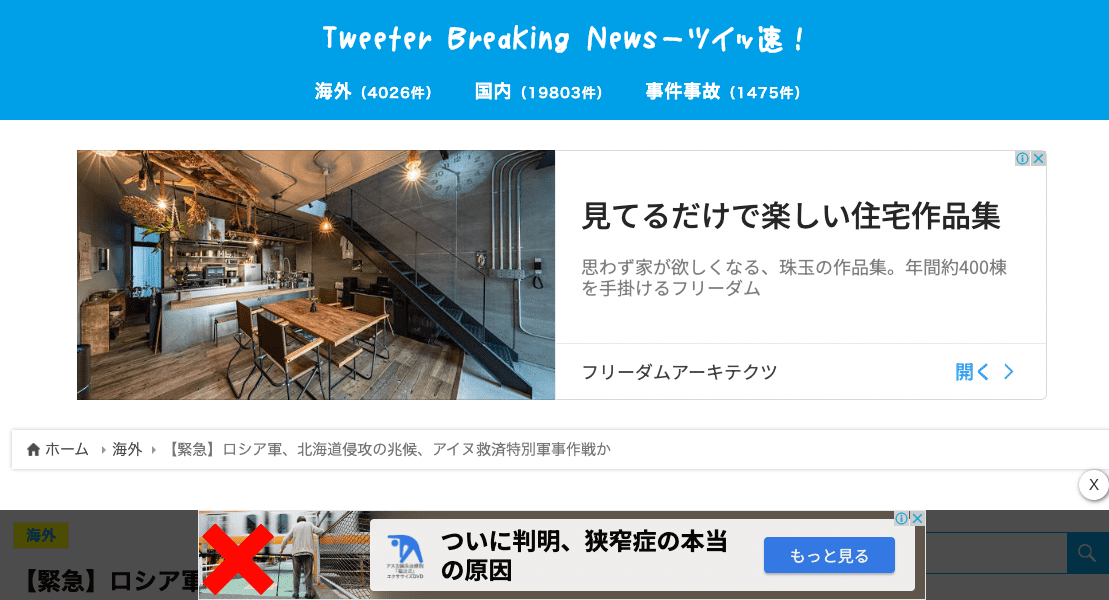 Tweeter Breaking Newsーツイッ速！
海外（4026件） 国内（19803件） 事件事故（1475件）
見てるだけで楽しい住宅作品集
思わず家が欲しくなる、珠玉の作品集。年間約400棟
を手掛けるフリーダム
フリーダムアーキテクツ 開く
ホーム 海外 【緊急】ロシア軍、北海道侵攻の兆候、アイヌ救済特別軍事作戦か
X
海外
ついに判明、狭窄症の本当
の原因
もっと見る
【緊急】ロシア軍